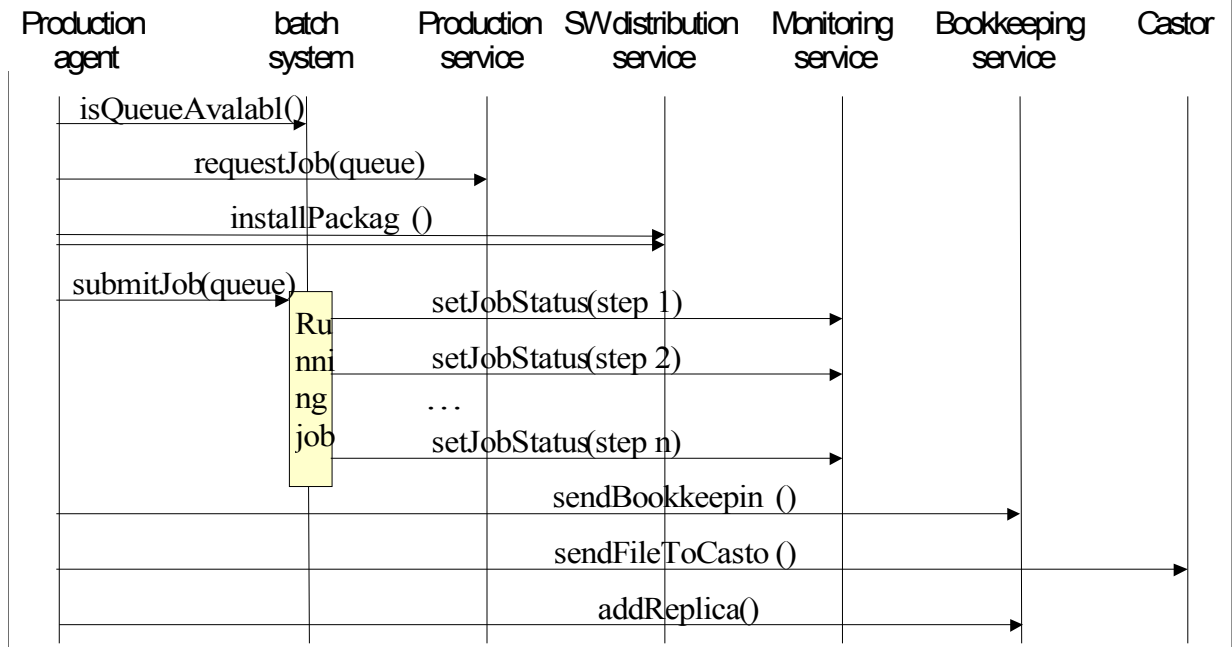 Production agent
batch system
Production service
SWdistribution service
Monitoring service
Bookkeeping service
Castor
isQueueAvalabl()
requestJob(queue)
installPackag ()
submitJob(queue)
Ru
nni
ng
job
setJobStatus(step 1)
setJobStatus(step 2)
...
setJobStatus(step n)
sendBookkeepin ()
sendFileToCasto ()
addReplica()